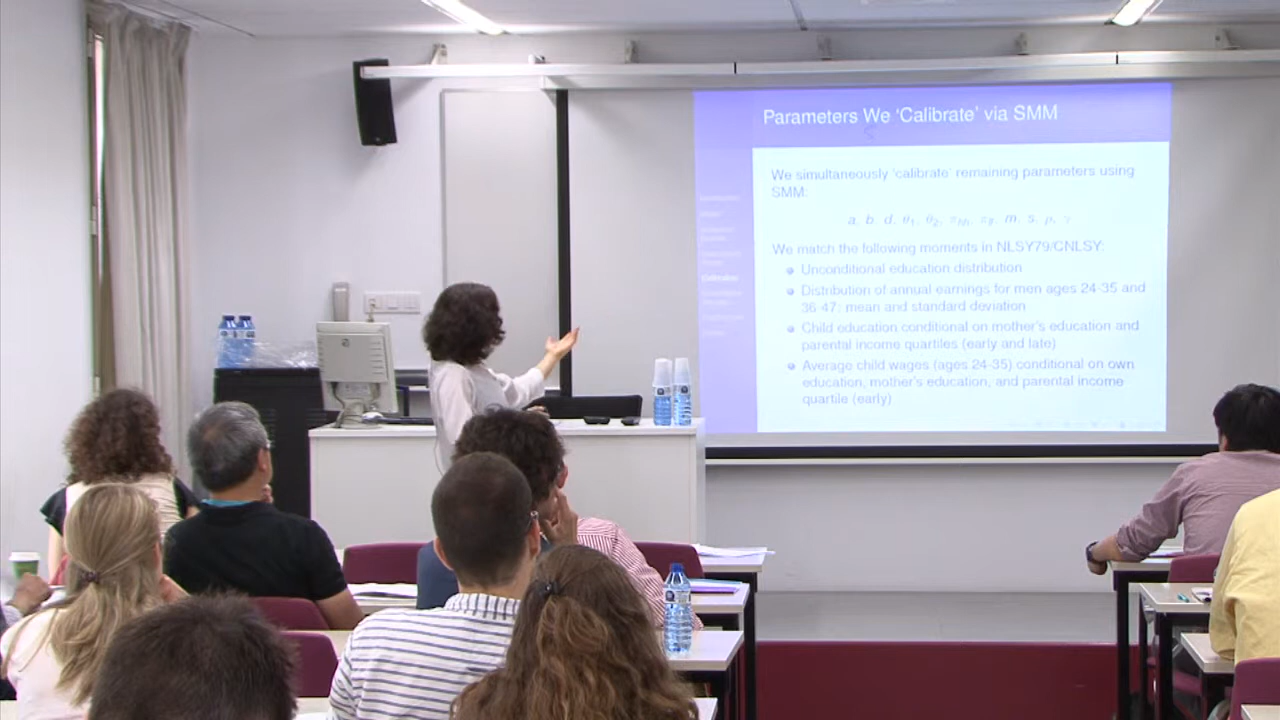 Parameters We ‘Calibrate’ via SMM
We simultaneously ‘calibrate’ remaining parameters using
SMM:
a, b, d, θ₁, θ₂,
m, s, ρ, γ
We match the following moments in NLSY79/CNLSY:
Unconditional education distribution
Distribution of annual earnings for men ages 24-35 and
36-47: mean and standard deviation
Child education conditional on mother's education and
parental income quartiles (early and late)
Average child wages (ages 24-35) conditional on own
education, mother's education, and parental income
quartile (early)